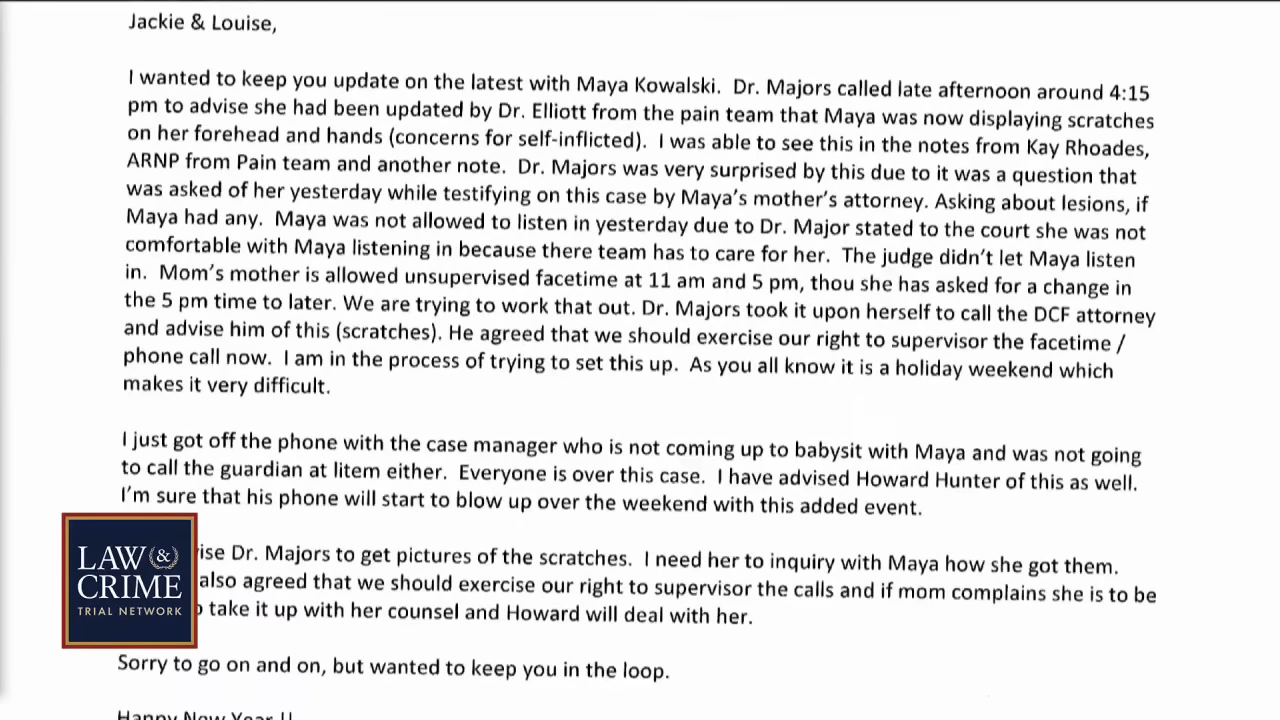 Jackie & Louise,
I wanted to keep you update on the latest with Maya Kowalski. Dr. Majors called late afternoon around 4:15
pm to advise she had been updated by Dr. Elliott from the pain team that Maya was now displaying scratches
on her forehead and hands (concerns for self-inflicted). I was able to see this in the notes from Kay Rhoades,
ARNP from Pain team and another note. Dr. Majors was very surprised by this due to it was a question that
was asked of her yesterday while testifying on this case by Maya's mother's attorney. Asking about lesions, if
Maya had any. Maya was not allowed to listen in yesterday due to Dr. Major stated to the court she was not
comfortable with Maya listening in because there team has to care for her. The judge didn't let Maya listen
in. Mom's mother is allowed unsupervised facetime at 11 am and 5 pm, thou she has asked for a change in
the 5 pm time to later. We are trying to work that out. Dr. Majors took it upon herself to call the DCF attorney
and advise him of this (scratches). He agreed that we should exercise our right to supervisor the facetime /
phone call now. I am in the process of trying to set this up. As you all know it is a holiday weekend which
makes it very difficult.
I just got off the phone with the case manager who is not coming up to babysit with Maya and was not going
to call the guardian at litem either. Everyone is over this case. I have advised Howard Hunter of this as well.
I'm sure that his phone will start to blow up over the weekend with this added event.
Dr. Majors to get pictures of the scratches. I need her to inquiry with Maya how she got them.
also agreed that we should exercise our right to supervisor the calls and if mom complains she is to be
take it up with her counsel and Howard will deal with her.
Sorry to go on and on, but wanted to keep you in the loop.
Happy New Year !!
LAW &
CRIME
TRIAL NETWORK